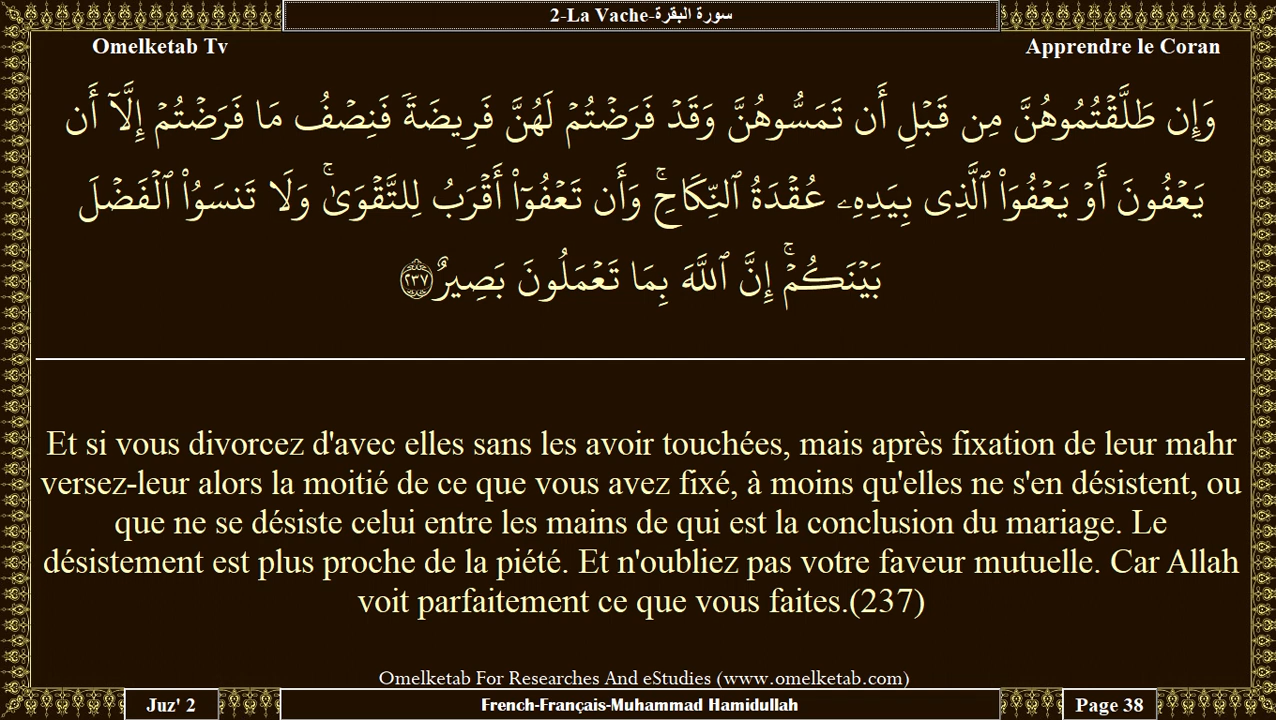 2-La Vache-سورة البقرة
Omelketab Tv
Apprendre le Coran
وَإِن طَلَّقۡتُمُوهُنَّ مِن قَبۡلِ أَن تَمَسُّوهُنَّ وَقَدۡ فَرَضۡتُمۡ لَهُنَّ فَرِيضَةٗ فَنِصۡفُ مَا فَرَضۡتُمۡ إِلَّآ أَن
يَعۡفُونَ أَوۡ يَعۡفُوَاْ ٱلَّذِي بِيَدِهِۦ عُقۡدَةُ ٱلنِّكَاحِۚ وَأَن تَعۡفُوٓاْ أَقۡرَبُ لِلتَّقۡوَىٰۚ وَلَا تَنسَوُاْ ٱلۡفَضۡلَ
بَيۡنَكُمۡۚ إِنَّ ٱللَّهَ بِمَا تَعۡمَلُونَ بَصِيرٌ ٢٣٧
Et si vous divorcez d'avec elles sans les avoir touchées, mais après fixation de leur mahr
versez-leur alors la moitié de ce que vous avez fixé, à moins qu'elles ne s'en désistent, ou
que ne se désiste celui entre les mains de qui est la conclusion du mariage. Le
désistement est plus proche de la piété. Et n'oubliez pas votre faveur mutuelle. Car Allah
voit parfaitement ce que vous faites.(237)
Omelketab For Researches And eStudies (www.omelketab.com)
Juz' 2
French-Français-Muhammad Hamidullah
Page 38